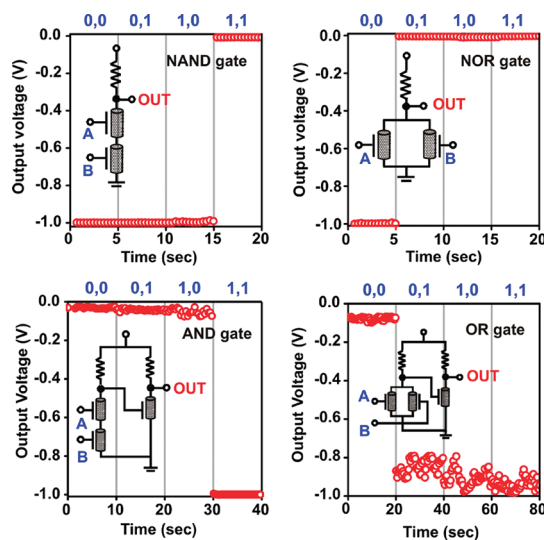 0,0 0,1 1,0 1,1
0.0
-0.2
-0.4
-0.6
-0.8
-1.0
Output voltage (V)
NAND gate
OUT
A
B
0 5 10 15 20
Time (sec)
0,0 0,1 1,0 1,1
0.0
-0.2
-0.4
-0.6
-0.8
-1.0
Output voltage (V)
NOR gate
OUT
A
B
0 5 10 15 20
Time (sec)
0,0 0,1 1,0 1,1
0.0
-0.2
-0.4
-0.6
-0.8
-1.0
Output Voltage (V)
AND gate
OUT
A
B
0 10 20 30 40
Time (sec)
0,0 0,1 1,0 1,1
0.0
-0.2
-0.4
-0.6
-0.8
-1.0
Output Voltage (V)
OR gate
OUT
A
B
0 20 40 60 80
Time (sec)